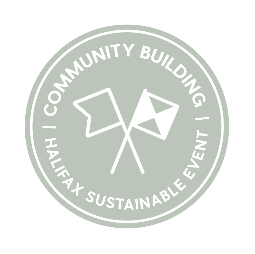 COMMUNITY BUILDING
HALIFAX SUSTAINABLE EVENT